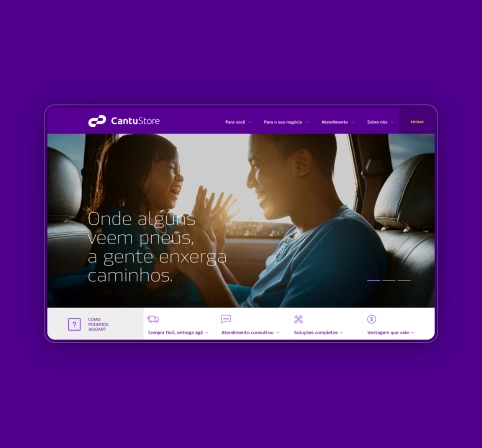 CantuStore
Para você
Para o seu negócio
Atendimento
Sobre nós
ENTRAR
Onde alguns
veem pneus,
a gente enxerga
caminhos.
?
COMO
PODEMOS
AJUDAR?
Compra fácil, entrega ágil
Atendimento consultivo
Soluções completas
$
Vantagem que vale